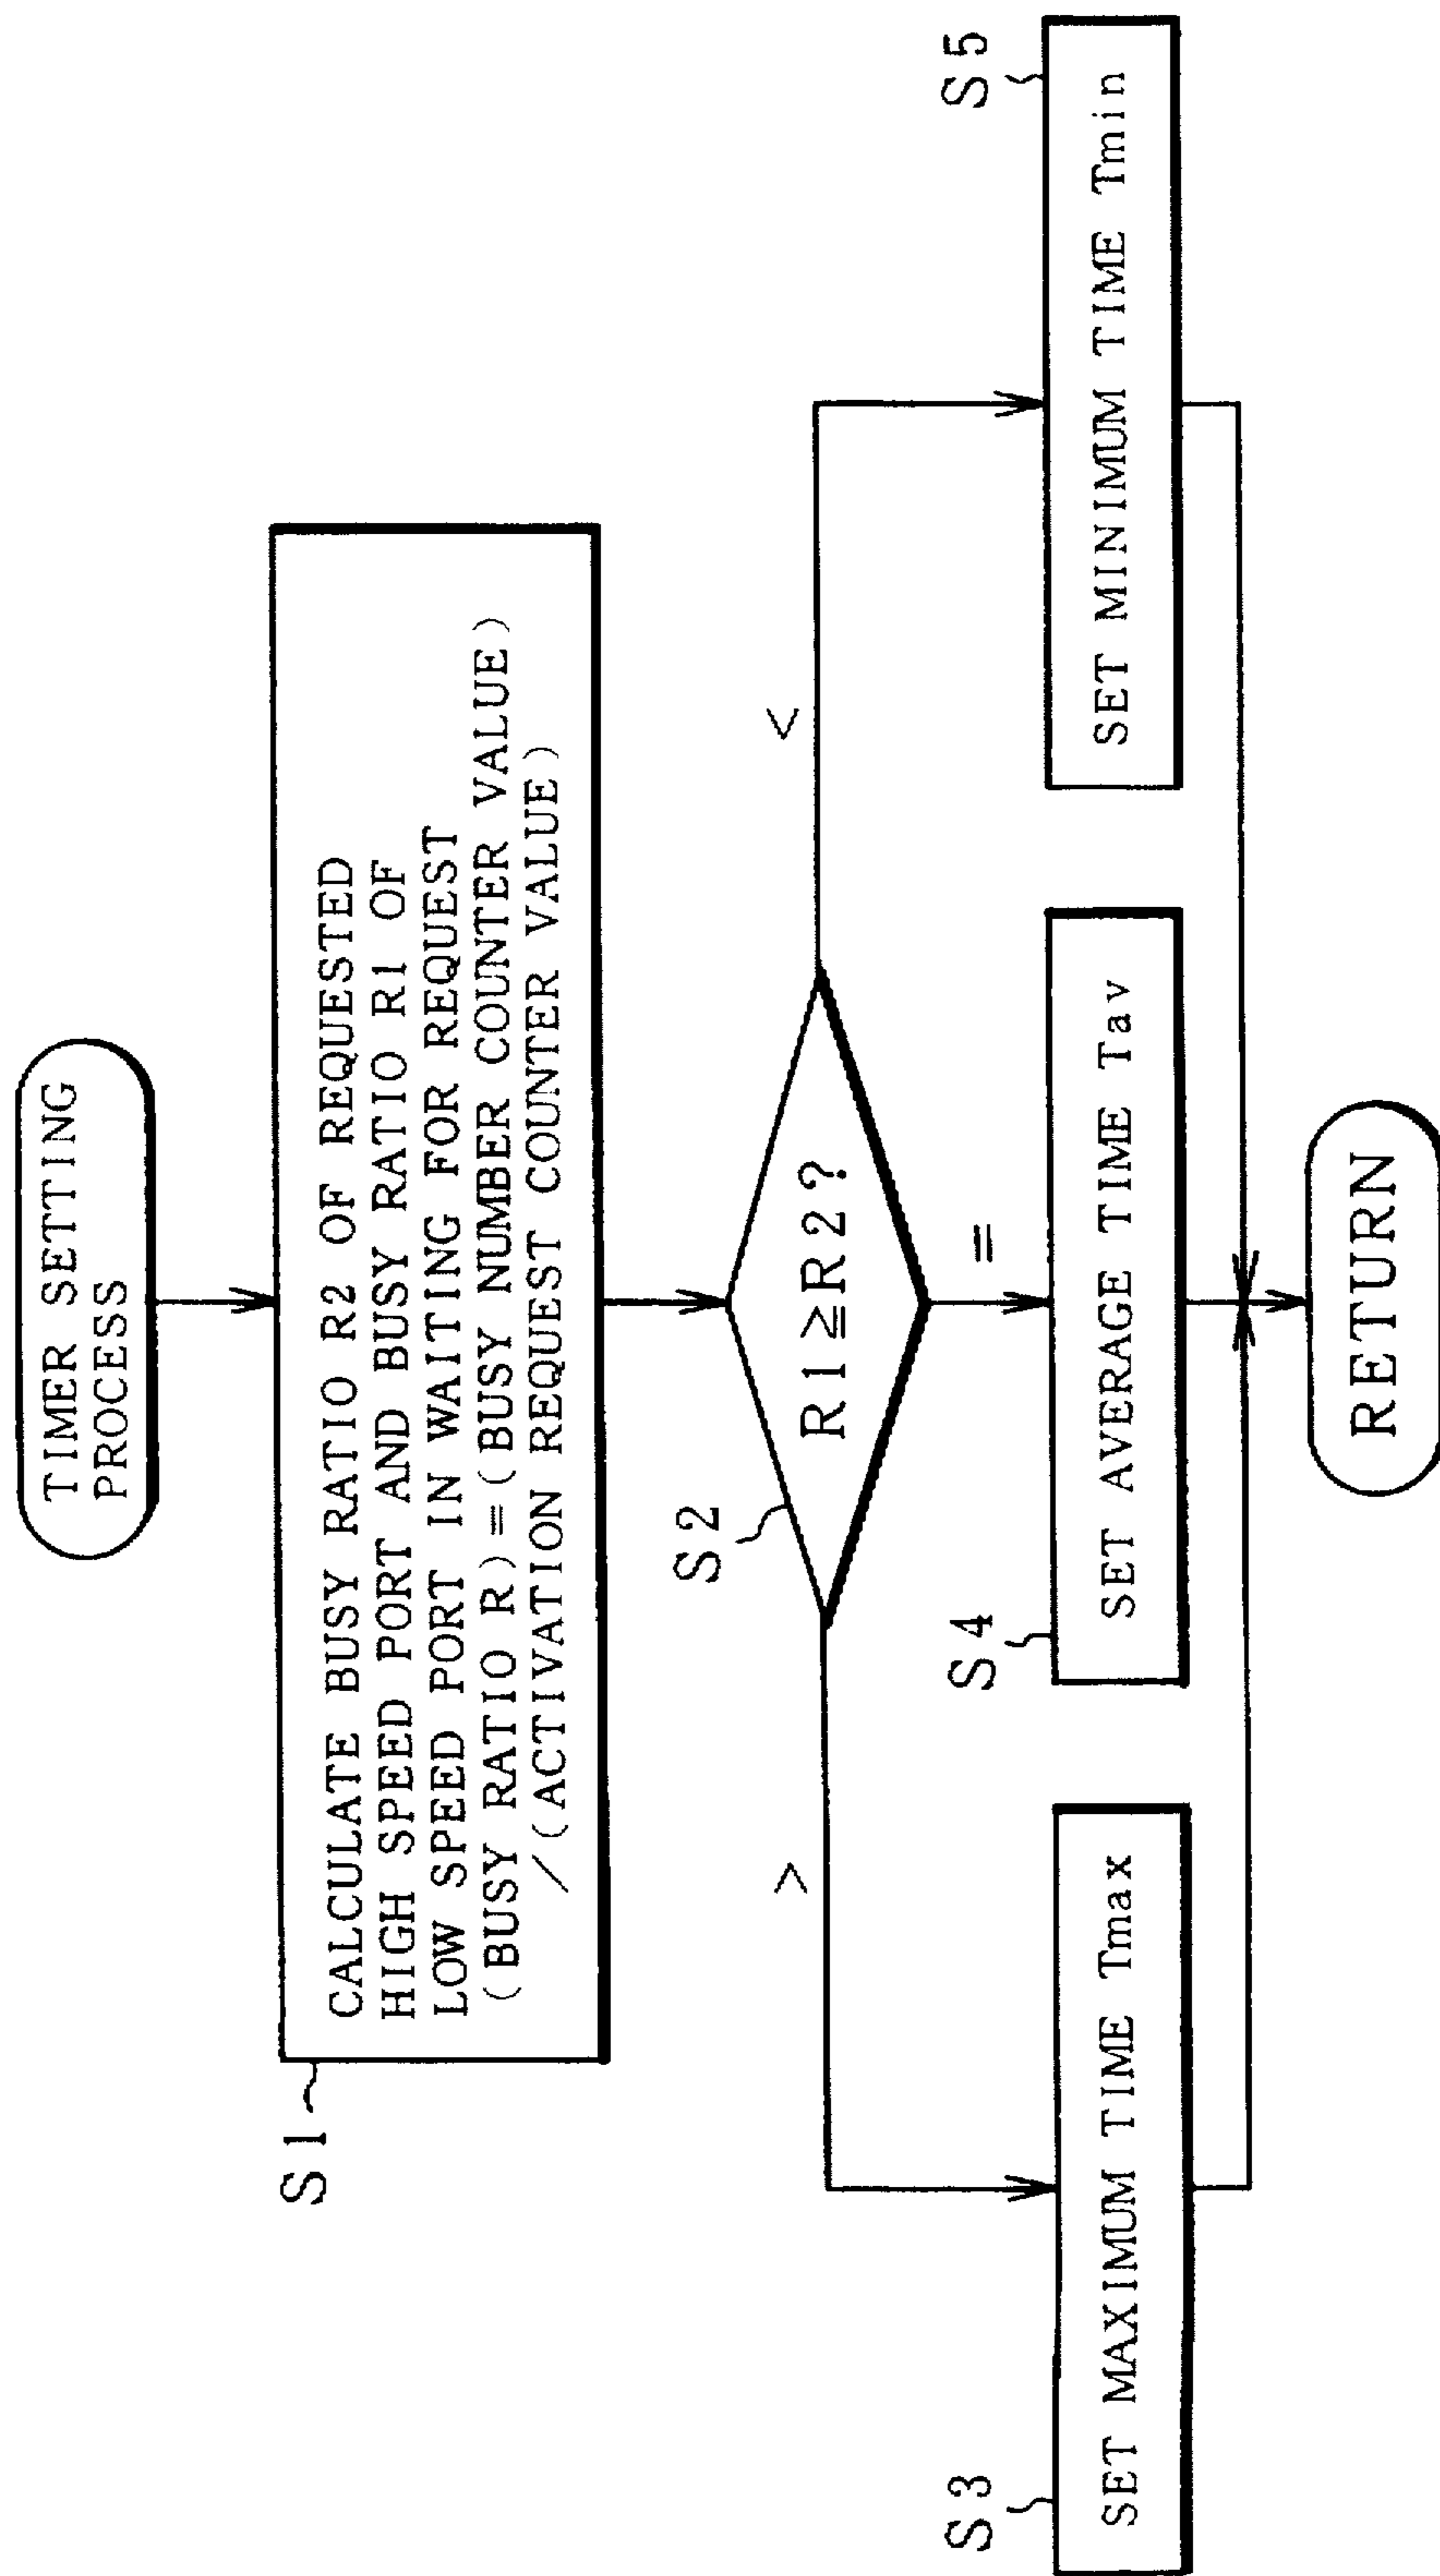 TIMER SETTING
PROCESS
S1
CALCULATE BUSY RATIO R2 OF REQUESTED
HIGH SPEED PORT AND BUSY RATIO R1 OF
LOW SPEED PORT IN WAITING FOR REQUEST
(BUSY RATIO R)=(BUSY NUMBER COUNTER VALUE)
/(ACTIVATION REQUEST COUNTER VALUE)
S2
R1≧R2?
>
=
<
S3
SET MAXIMUM TIME Tmax
S4
SET AVERAGE TIME Tav
S5
SET MINIMUM TIME Tmin
RETURN